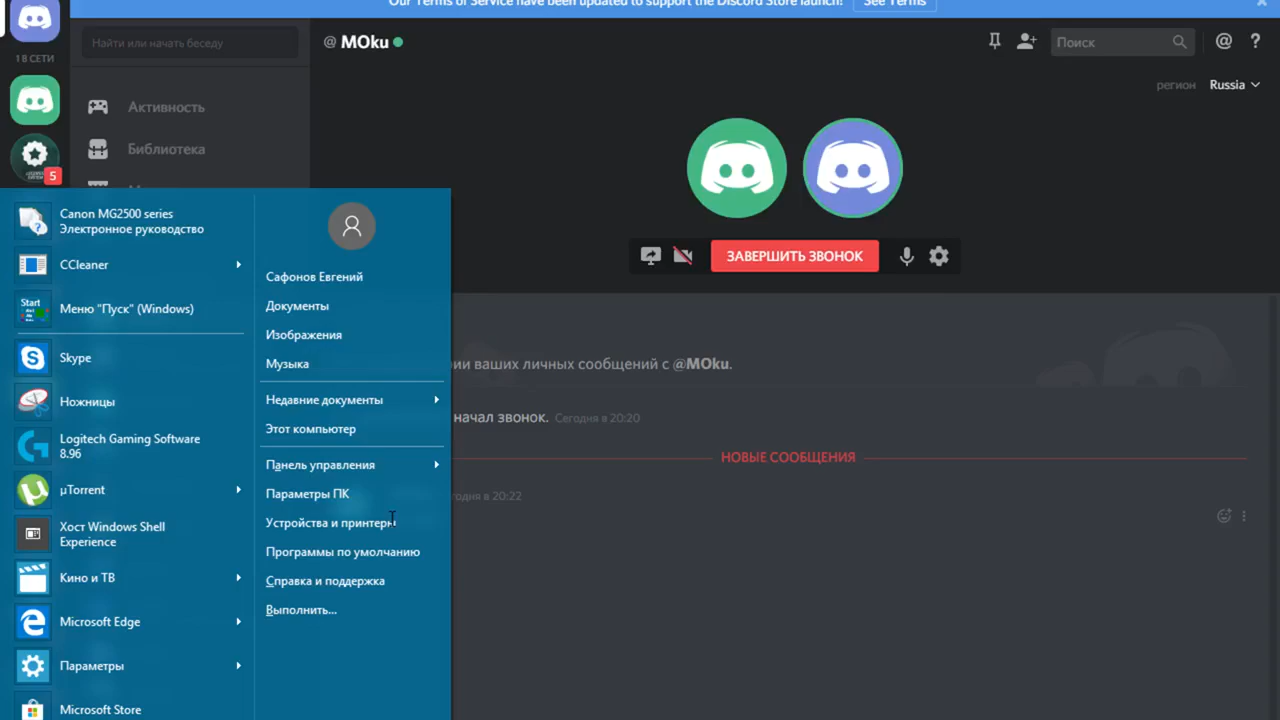 Our Terms of Service have been updated to support the Discord Store launch!
See Terms
18 СЕТИ
Найти или начать беседу
@ MOku
Поиск
@ ?
регион Russia
Активность
Библиотека
5
ЗАВЕРШИТЬ ЗВОНОК
Canon MG2500 series
Электронное руководство
CCleaner
Start
Меню "Пуск" (Windows)
Skype
Ножницы
Logitech Gaming Software
8.96
µTorrent
Хост Windows Shell
Experience
Кино и ТВ
Microsoft Edge
Параметры
Microsoft Store
Сафонов Евгений
Документы
Изображения
Музыка
Недавние документы
Этот компьютер
Панель управления
Параметры ПК
Устройства и принтеры
Программы по умолчанию
Справка и поддержка
Выполнить...
ваших личных сообщений с @MOku.
начал звонок. Сегодня в 20:20
НОВЫЕ СООБЩЕНИЯ
в 20:22